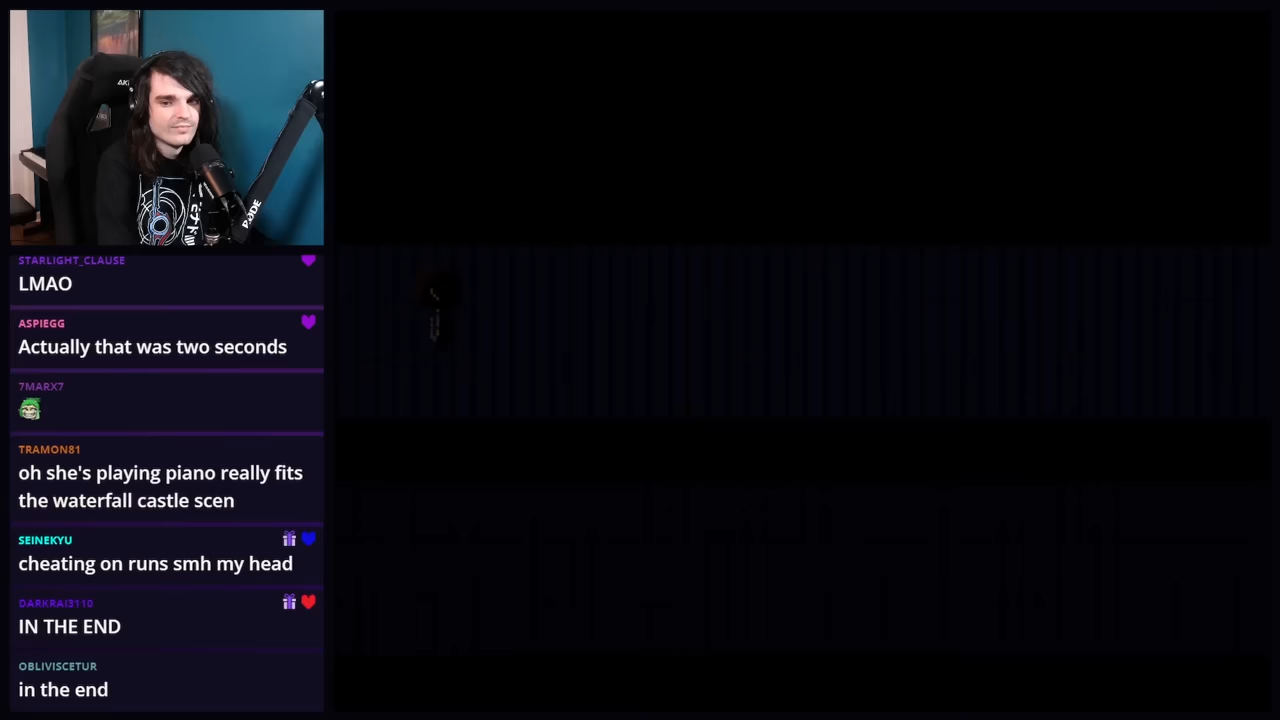 STARLIGHT_CLAUSE
LMAO
ASPIEGG
Actually that was two seconds
7MARX7
TRAMON81
oh she's playing piano really fits
the waterfall castle scen
SEINEKYU
cheating on runs smh my head
DARKRAI3110
IN THE END
OBLIVISCETUR
in the end
RODE